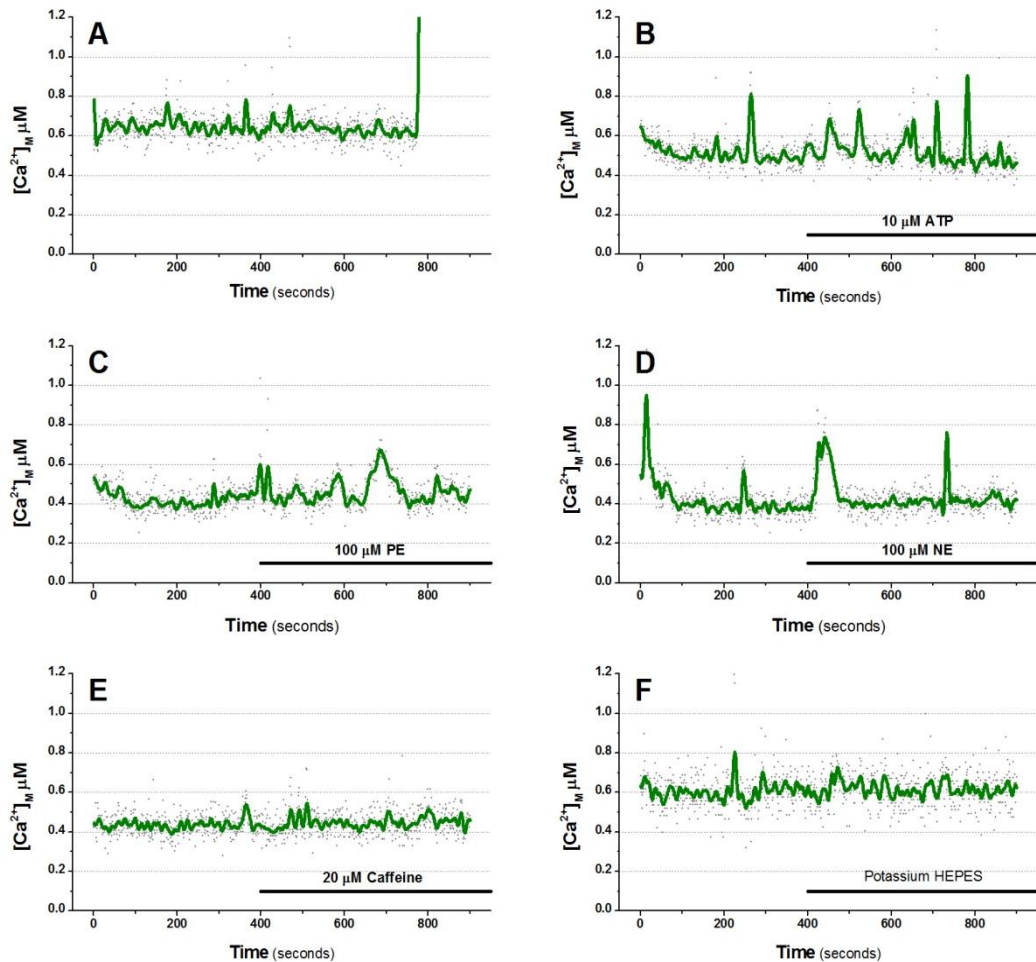 A
[Ca²⁺]M μM
1.2
1.0
0.8
0.6
0.4
0.2
0.0
0 200 400 600 800
Time (seconds)
B
[Ca²⁺]M μM
1.2
1.0
0.8
0.6
0.4
0.2
0.0
10 μM ATP
0 200 400 600 800
Time (seconds)
C
[Ca²⁺]M μM
1.2
1.0
0.8
0.6
0.4
0.2
0.0
100 μM PE
0 200 400 600 800
Time (seconds)
D
[Ca²⁺]M μM
1.2
1.0
0.8
0.6
0.4
0.2
0.0
100 μM NE
0 200 400 600 800
Time (seconds)
E
[Ca²⁺]M μM
1.2
1.0
0.8
0.6
0.4
0.2
0.0
20 μM Caffeine
0 200 400 600 800
Time (seconds)
F
[Ca²⁺]M μM
1.2
1.0
0.8
0.6
0.4
0.2
0.0
Potassium HEPES
0 200 400 600 800
Time (seconds)